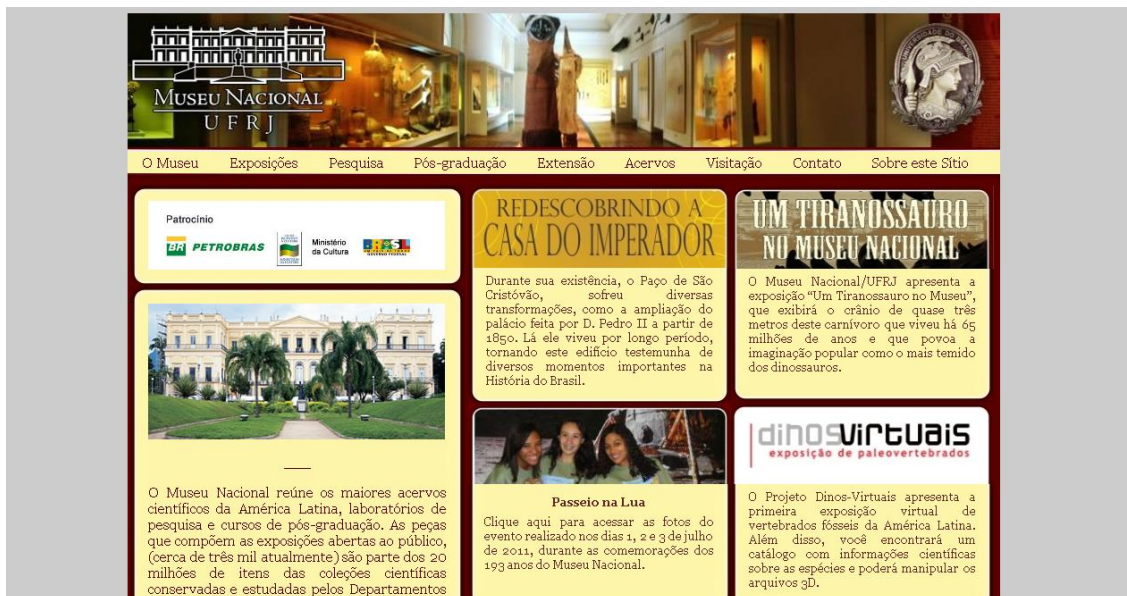 MUSEU NACIONAL
UFRJ
O Museu
Exposições
Pesquisa
Pós-graduação
Extensão
Acervos
Visitação
Contato
Sobre este Sítio
Patrocínio
BR PETROBRAS
Ministério
da Cultura
BRASIL
O Museu Nacional reúne os maiores acervos
científicos da América Latina, laboratórios de
pesquisa e cursos de pós-graduação. As peças
que compõem as exposições abertas ao público,
(cerca de três mil atualmente) são parte dos 20
milhões de itens das coleções científicas
conservadas e estudadas pelos Departamentos
REDESCOBRINDO A
CASA DO IMPERADOR
Durante sua existência, o Paço de São
Cristóvão, sofreu diversas
transformações, como a ampliação do
palácio feita por D. Pedro II a partir de
1850. Lá ele viveu por longo período,
tornando este edifício testemunha de
diversos momentos importantes na
História do Brasil.
Passeio na Lua
Clique aqui para acessar as fotos do
evento realizado nos dias 1, 2 e 3 de julho
de 2011, durante as comemorações dos
193 anos do Museu Nacional.
UM TIRANOSSAURO
NO MUSEU NACIONAL
O Museu Nacional/UFRJ apresenta a
exposição “Um Tiranossauro no Museu”,
que exibirá o crânio de quase três
metros deste carnívoro que viveu há 65
milhões de anos e que povoa a
imaginação popular como o mais temido
dos dinossauros.
dinosvirtuais
exposição de paleovertebrados
O Projeto Dinos-Virtuais apresenta a
primeira exposição virtual de
vertebrados fósseis da América Latina.
Além disso, você encontrará um
catálogo com informações científicas
sobre as espécies e poderá manipular os
arquivos 3D.